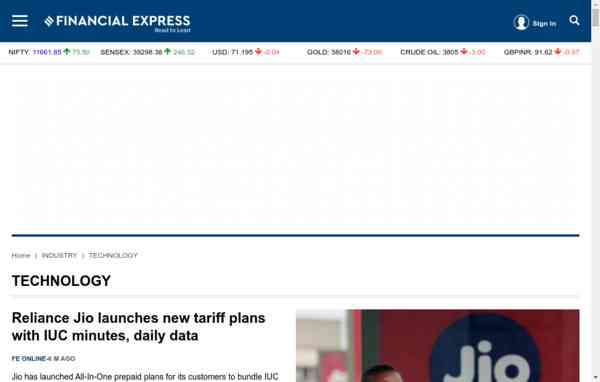 FINANCIAL EXPRESS
Read to Lead
Sign In
NIFTY: 11661.85 75.50 SENSEX: 39298.38 246.32 USD: 71.195 -0.04 GOLD: 38016 -73.00 CRUDE OIL: 3805 -3.00 GBPINR: 91.62 -0.97
Home | INDUSTRY | TECHNOLOGY
TECHNOLOGY
Reliance Jio launches new tariff plans
with IUC minutes, daily data
FE ONLINE-6 M AGO
Jio has launched All-In-One prepaid plans for its customers to bundle IUC
Jio